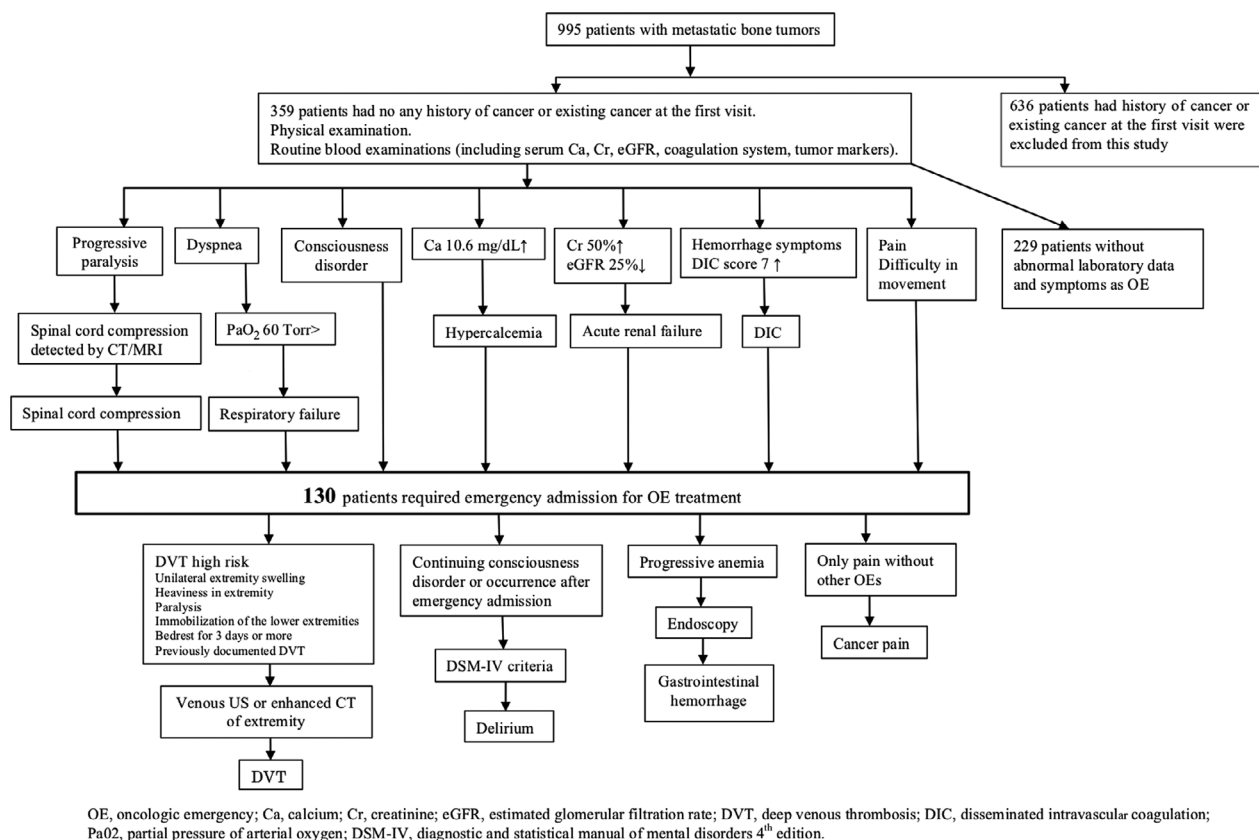 995 patients with metastatic bone tumors
359 patients had no any history of cancer or existing cancer at the first visit.
Physical examination.
Routine blood examinations (including serum Ca, Cr, eGFR, coagulation system, tumor markers).
636 patients had history of cancer or
existing cancer at the first visit were
excluded from this study
Progressive
paralysis
Dyspnea
Consciousness
disorder
Ca 10.6 mg/dL↑
Cr 50%↑
eGFR 25%↓
Hemorrhage symptoms
DIC score 7 ↑
Pain
Difficulty in
movement
229 patients without
abnormal laboratory data
and symptoms as OE
Spinal cord compression
detected by CT/MRI
PaO2 60 Torr>
Hypercalcemia
Acute renal failure
DIC
Spinal cord compression
Respiratory failure
130 patients required emergency admission for OE treatment
DVT high risk
Unilateral extremity swelling
Heaviness in extremity
Paralysis
Immobilization of the lower extremities
Bedrest for 3 days or more
Previously documented DVT
Continuing consciousness
disorder or occurrence after
emergency admission
Progressive anemia
Only pain without
other OEs
Endoscopy
Cancer pain
DSM-IV criteria
Gastrointestinal
hemorrhage
Venous US or enhanced CT
of extremity
Delirium
DVT
OE, oncologic emergency; Ca, calcium; Cr, creatinine; eGFR, estimated glomerular filtration rate; DVT, deep venous thrombosis; DIC, disseminated intravascular coagulation;
Pa02, partial pressure of arterial oxygen; DSM-IV, diagnostic and statistical manual of mental disorders 4th edition.